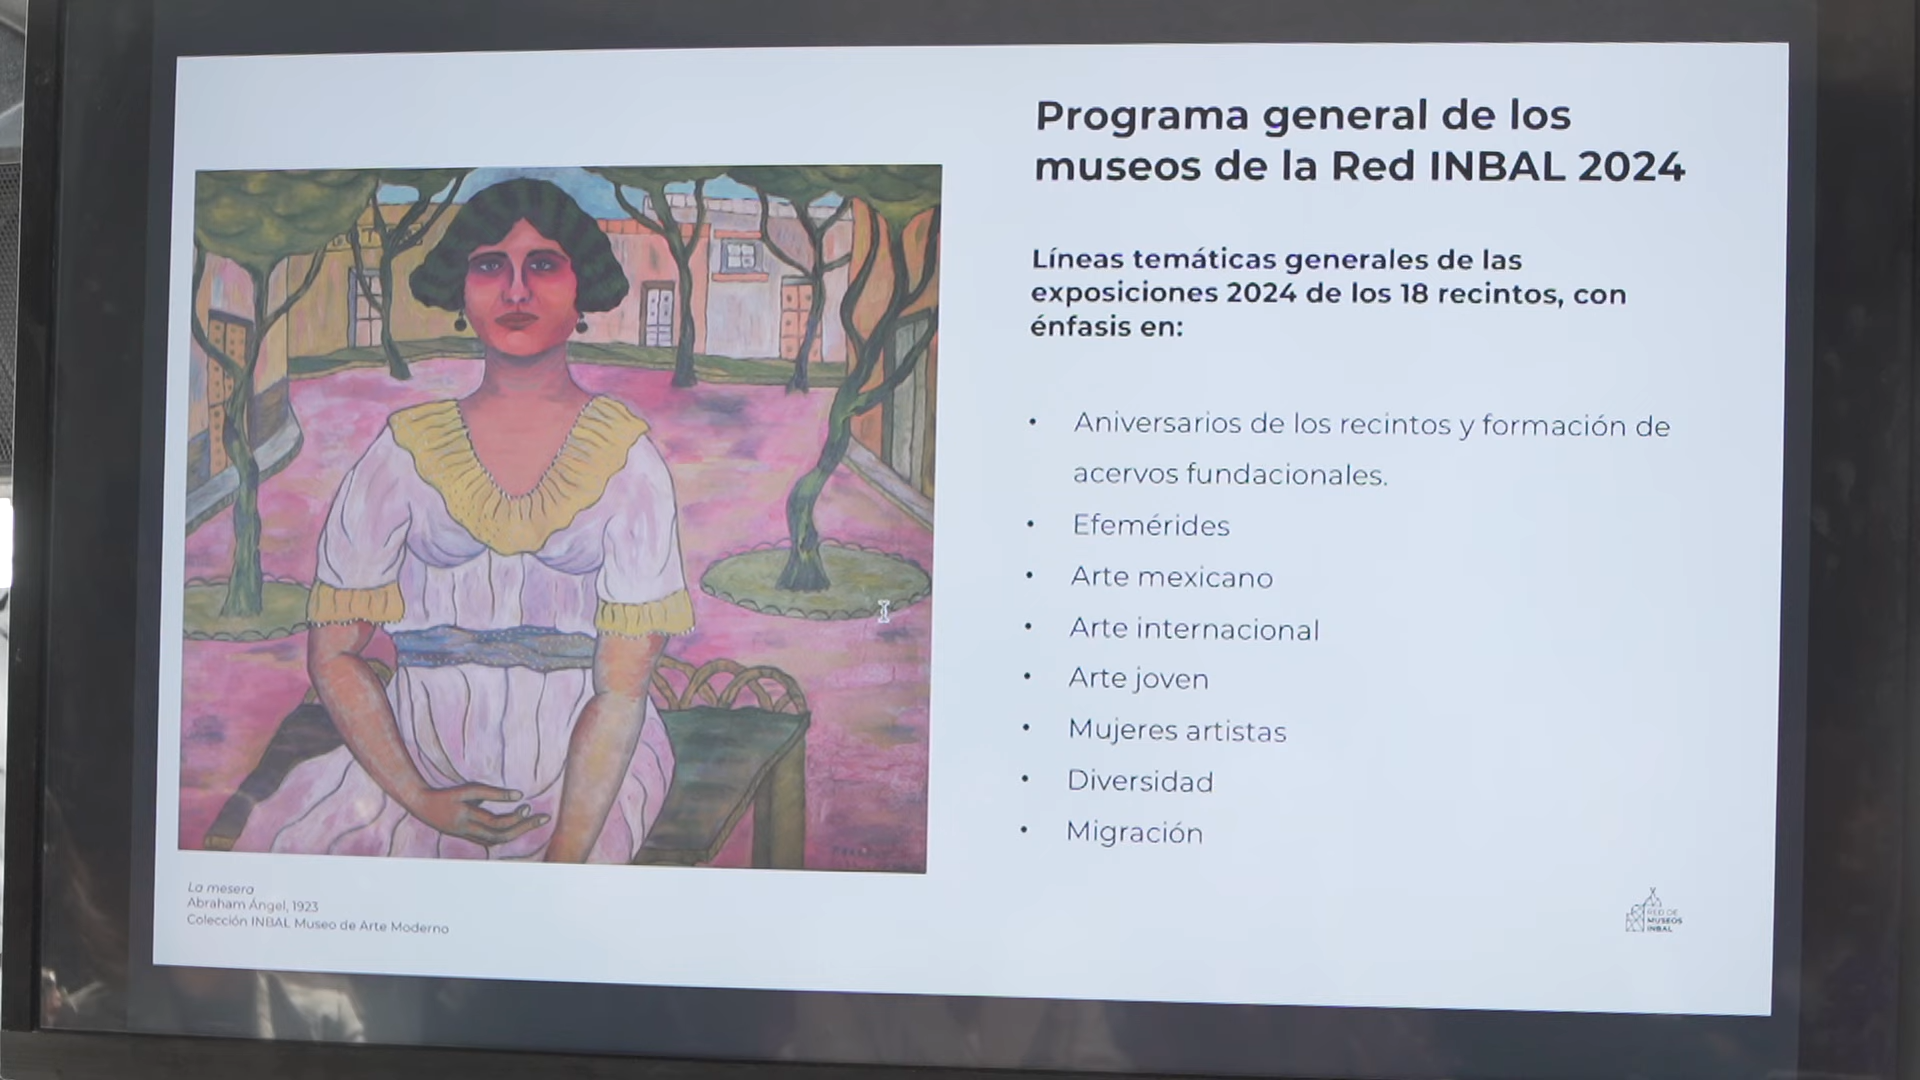 Programa general de los
museos de la Red INBAL 2024
Líneas temáticas generales de las
exposiciones 2024 de los 18 recintos, con
énfasis en:
• Aniversarios de los recintos y formación de
acervos fundacionales.
• Efemérides
• Arte mexicano
• Arte internacional
• Arte joven
• Mujeres artistas
• Diversidad
• Migración
La mesera
Abraham Ángel, 1923
Colección INBAL Museo de Arte Moderno
RED DE
MUSEOS
INBAL